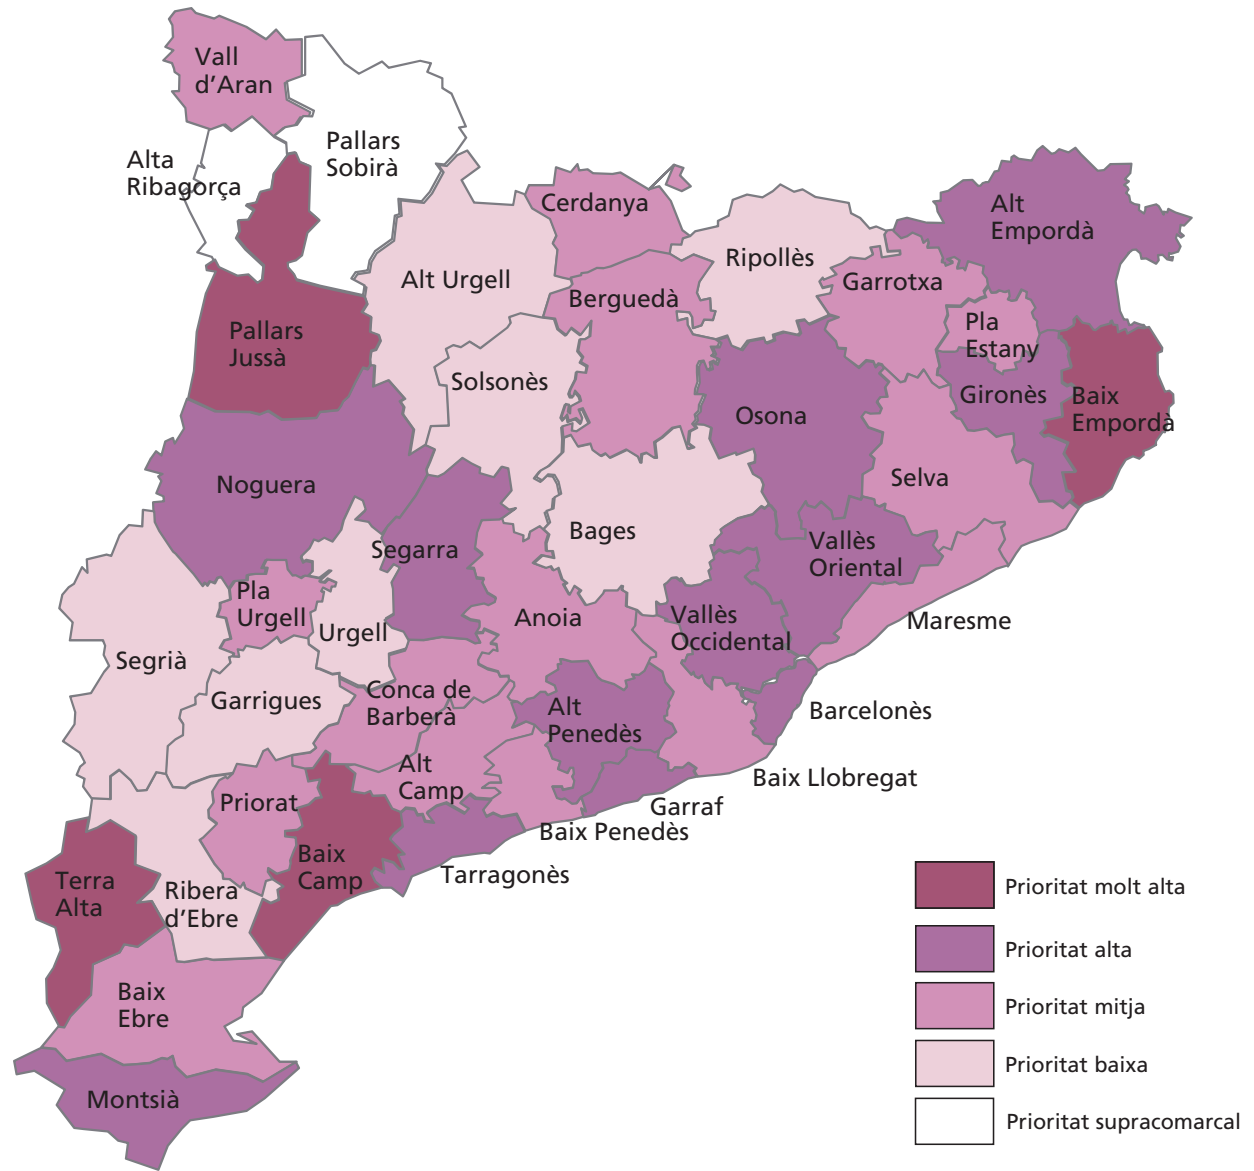 Vall
d'Aran
Pallars
Sobirà
Alta
Ribagorça
Cerdanya
Alt
Empordà
Ripollès
Alt Urgell
Garrotxa
Berguedà
Pallars
Jussà
Pla
Estany
Solsonès
Gironès
Baix
Empordà
Osona
Noguera
Selva
Bages
Segarra
Vallès
Oriental
Pla
Urgell
Urgell
Anoia
Vallès
Occidental
Maresme
Segrià
Garrigues
Conca de
Barberà
Alt
Penedès
Barcelonès
Alt
Camp
Baix Llobregat
Priorat
Garraf
Baix Penedès
Baix
Camp
Tarragonès
Terra
Alta
Ribera
d'Ebre
Baix
Ebre
Montsià
Prioritat molt alta
Prioritat alta
Prioritat mitja
Prioritat baixa
Prioritat supracomarcal